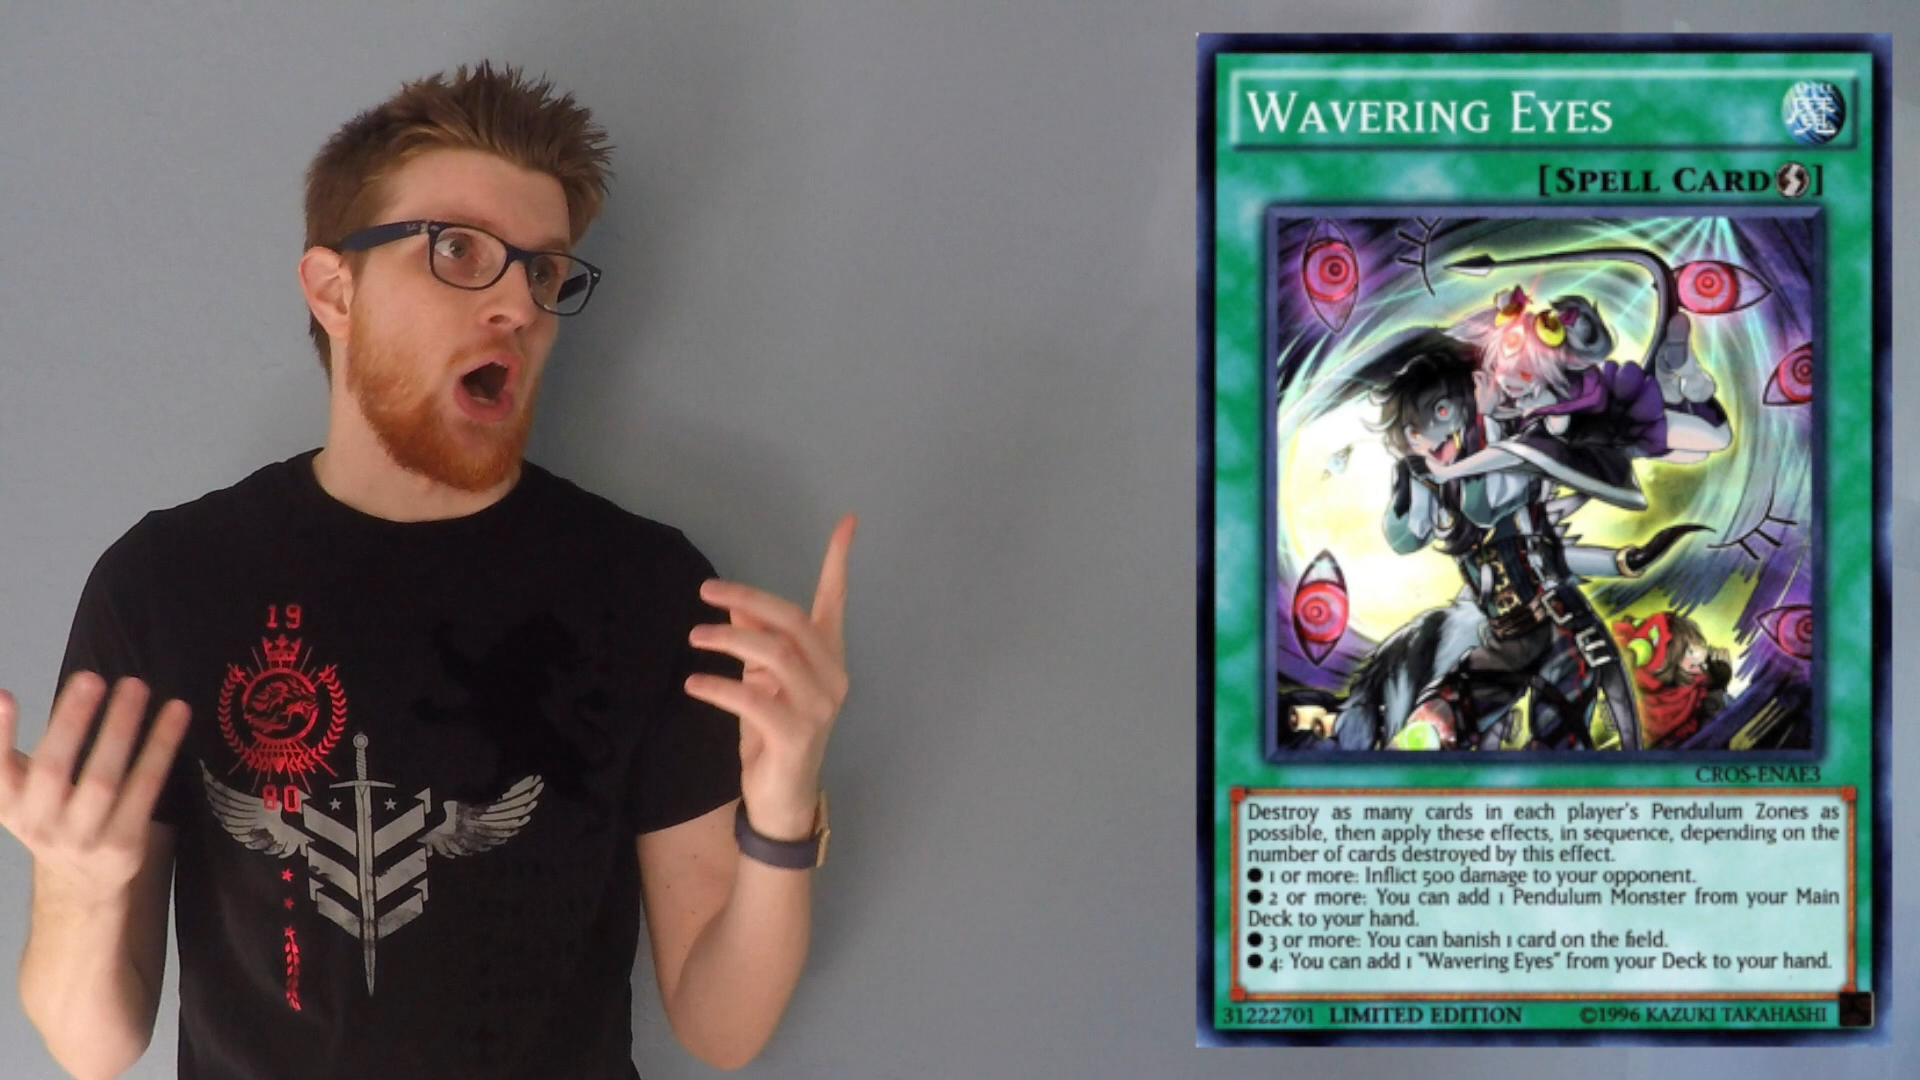 19
80
WAVERING EYES
魔
[SPELL CARD]
CROS-ENAE3
Destroy as many cards in each player's Pendulum Zones as
possible, then apply these effects, in sequence, depending on the
number of cards destroyed by this effect.
● 1 or more: Inflict 500 damage to your opponent.
● 2 or more: You can add 1 Pendulum Monster from your Main
Deck to your hand.
● 3 or more: You can banish 1 card on the field.
● 4: You can add 1 "Wavering Eyes" from your Deck to your hand.
31222701 LIMITED EDITION ©1996 KAZUKI TAKAHASHI